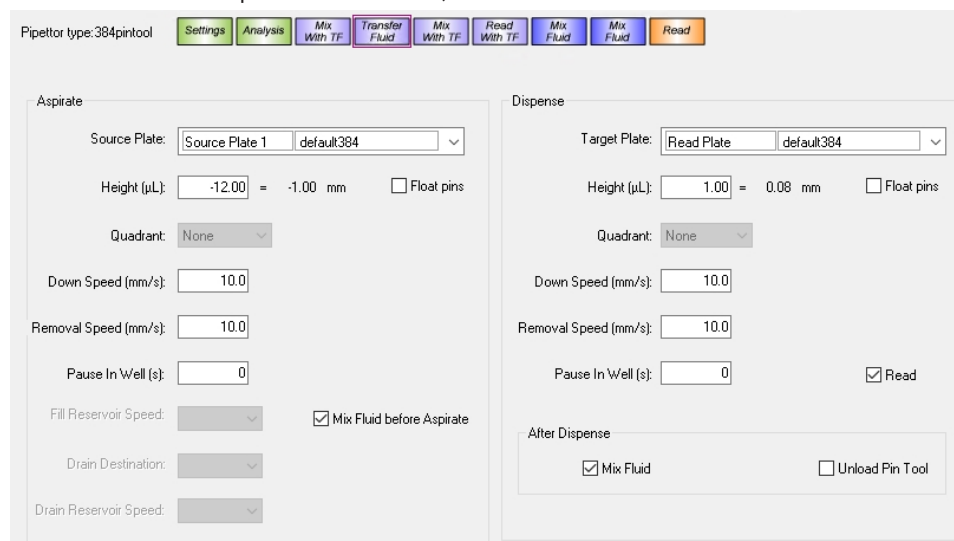 Pipettor type:384pintool
Settings
Analysis
Mix
With TF
Transfer
Fluid
Mix
With TF
Read
With TF
Mix
Fluid
Mix
Fluid
Read
Aspirate
Source Plate: Source Plate 1 default384
Height (µL): -12.00 = -1.00 mm Float pins
Quadrant: None
Down Speed (mm/s): 10.0
Removal Speed (mm/s): 10.0
Pause In Well (s): 0
Fill Reservoir Speed:
Mix Fluid before Aspirate
Drain Destination:
Drain Reservoir Speed:
Dispense
Target Plate: Read Plate default384
Height (µL): 1.00 = 0.08 mm Float pins
Quadrant: None
Down Speed (mm/s): 10.0
Removal Speed (mm/s): 10.0
Pause In Well (s): 0 Read
After Dispense
Mix Fluid Unload Pin Tool